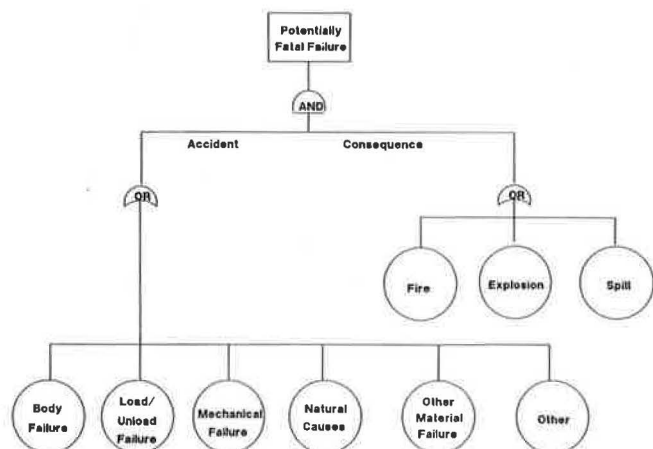 Potentially
Fatal Failure
AND
Accident
Consequence
OR
OR
Fire
Explosion
Spill
Body
Failure
Load/
Unload
Failure
Mechanical
Failure
Natural
Causes
Other
Material
Failure
Other